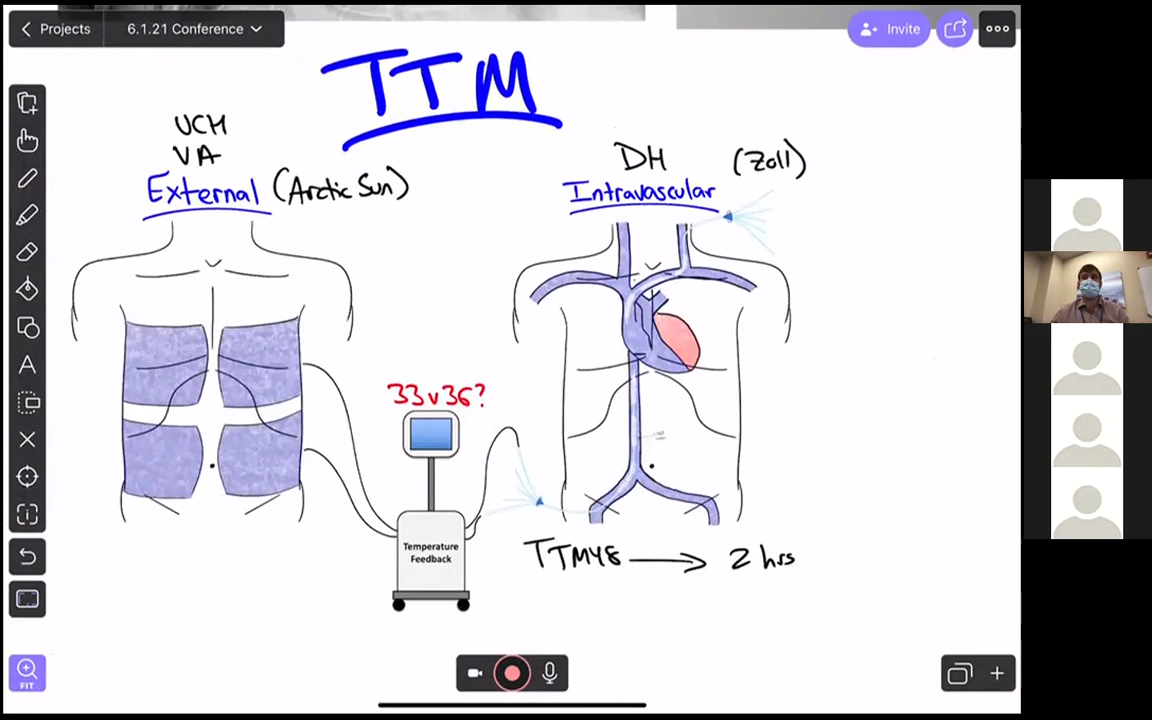 Projects
6.1.21 Conference
Invite
TTM
UCH
VA
External (Arctic Sun)
DH (Zoll)
Intravascular
33 v 36?
Temperature
Feedback
TTM48 → 2 hrs
A
FIT